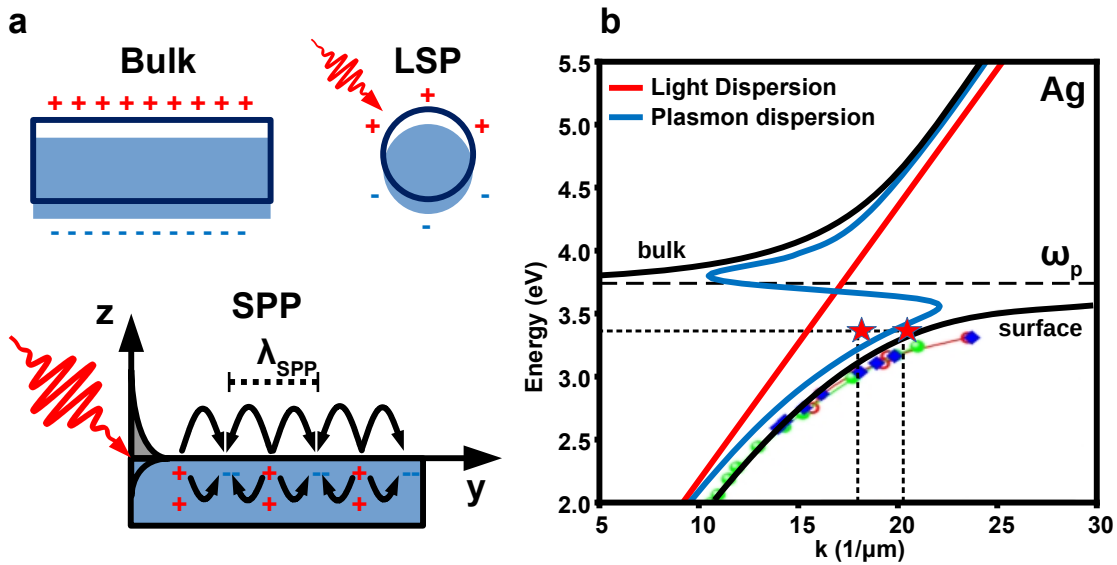 a
Bulk
+ + + + + + + + +
- - - - - - - - - - - -
LSP
+
+ +
- -
-
SPP
z
λSPP
+ -- + -- + --
+ + +
y
b
5.5
5.0
4.5
4.0
3.5
3.0
2.5
2.0
Energy (eV)
Light Dispersion
Plasmon dispersion
Ag
bulk
ωp
surface
5 10 15 20 25 30
k (1/μm)